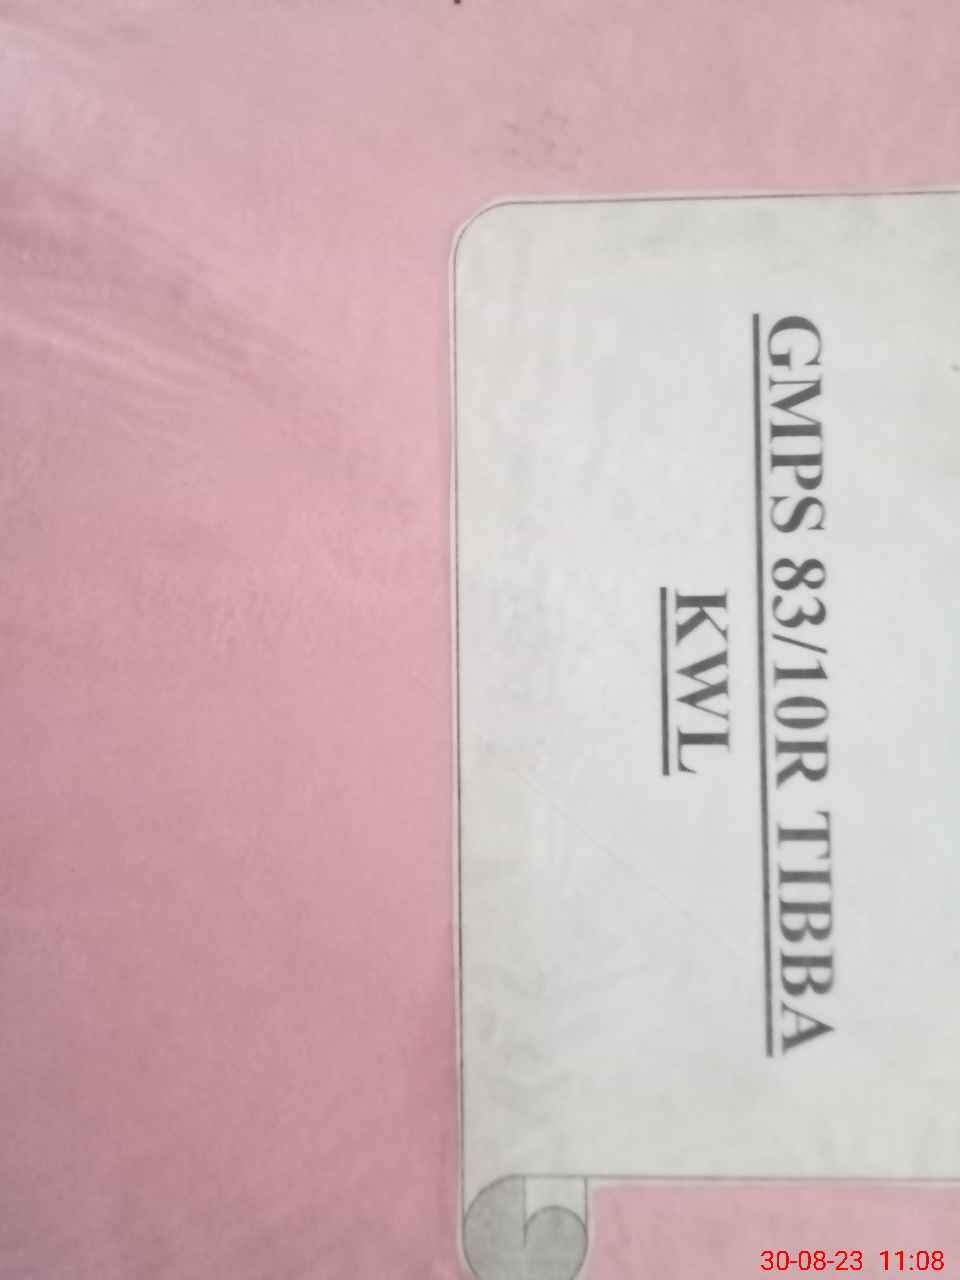 GMPS 83/10R TIBBA
KWL
30-08-23 11:08